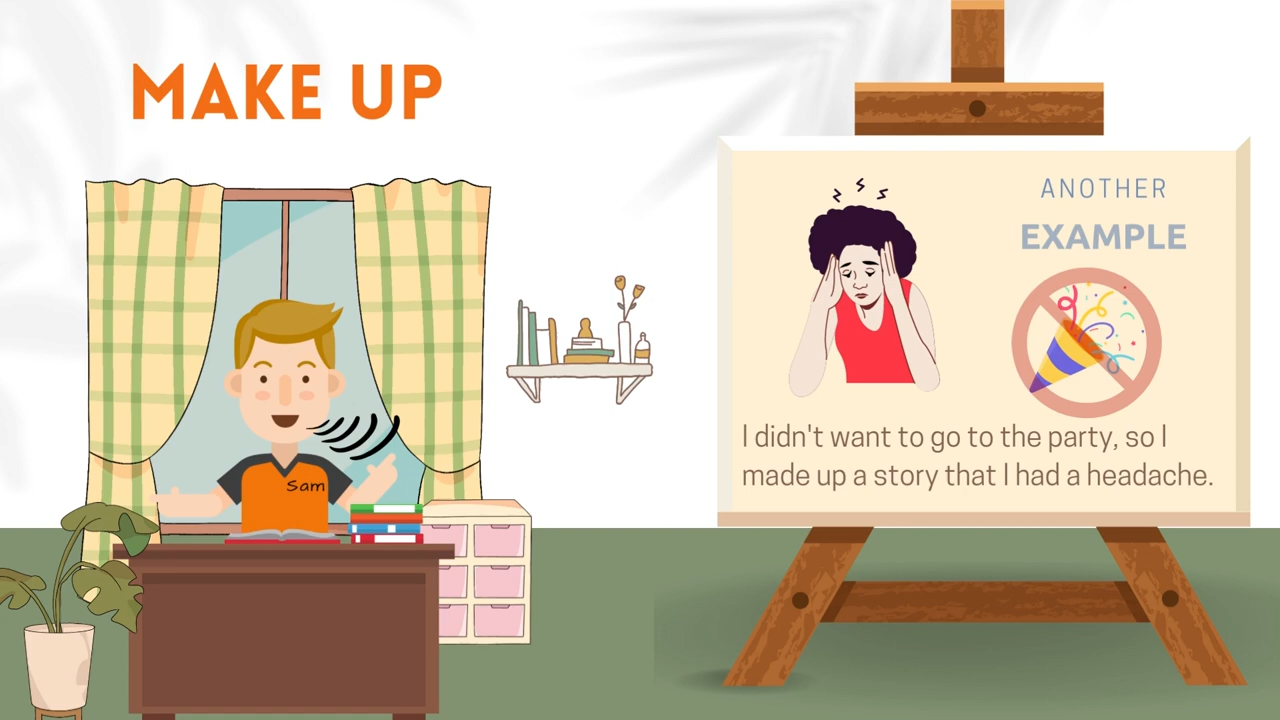 MAKE UP
Sam
ANOTHER
EXAMPLE
I didn't want to go to the party, so I
made up a story that I had a headache.